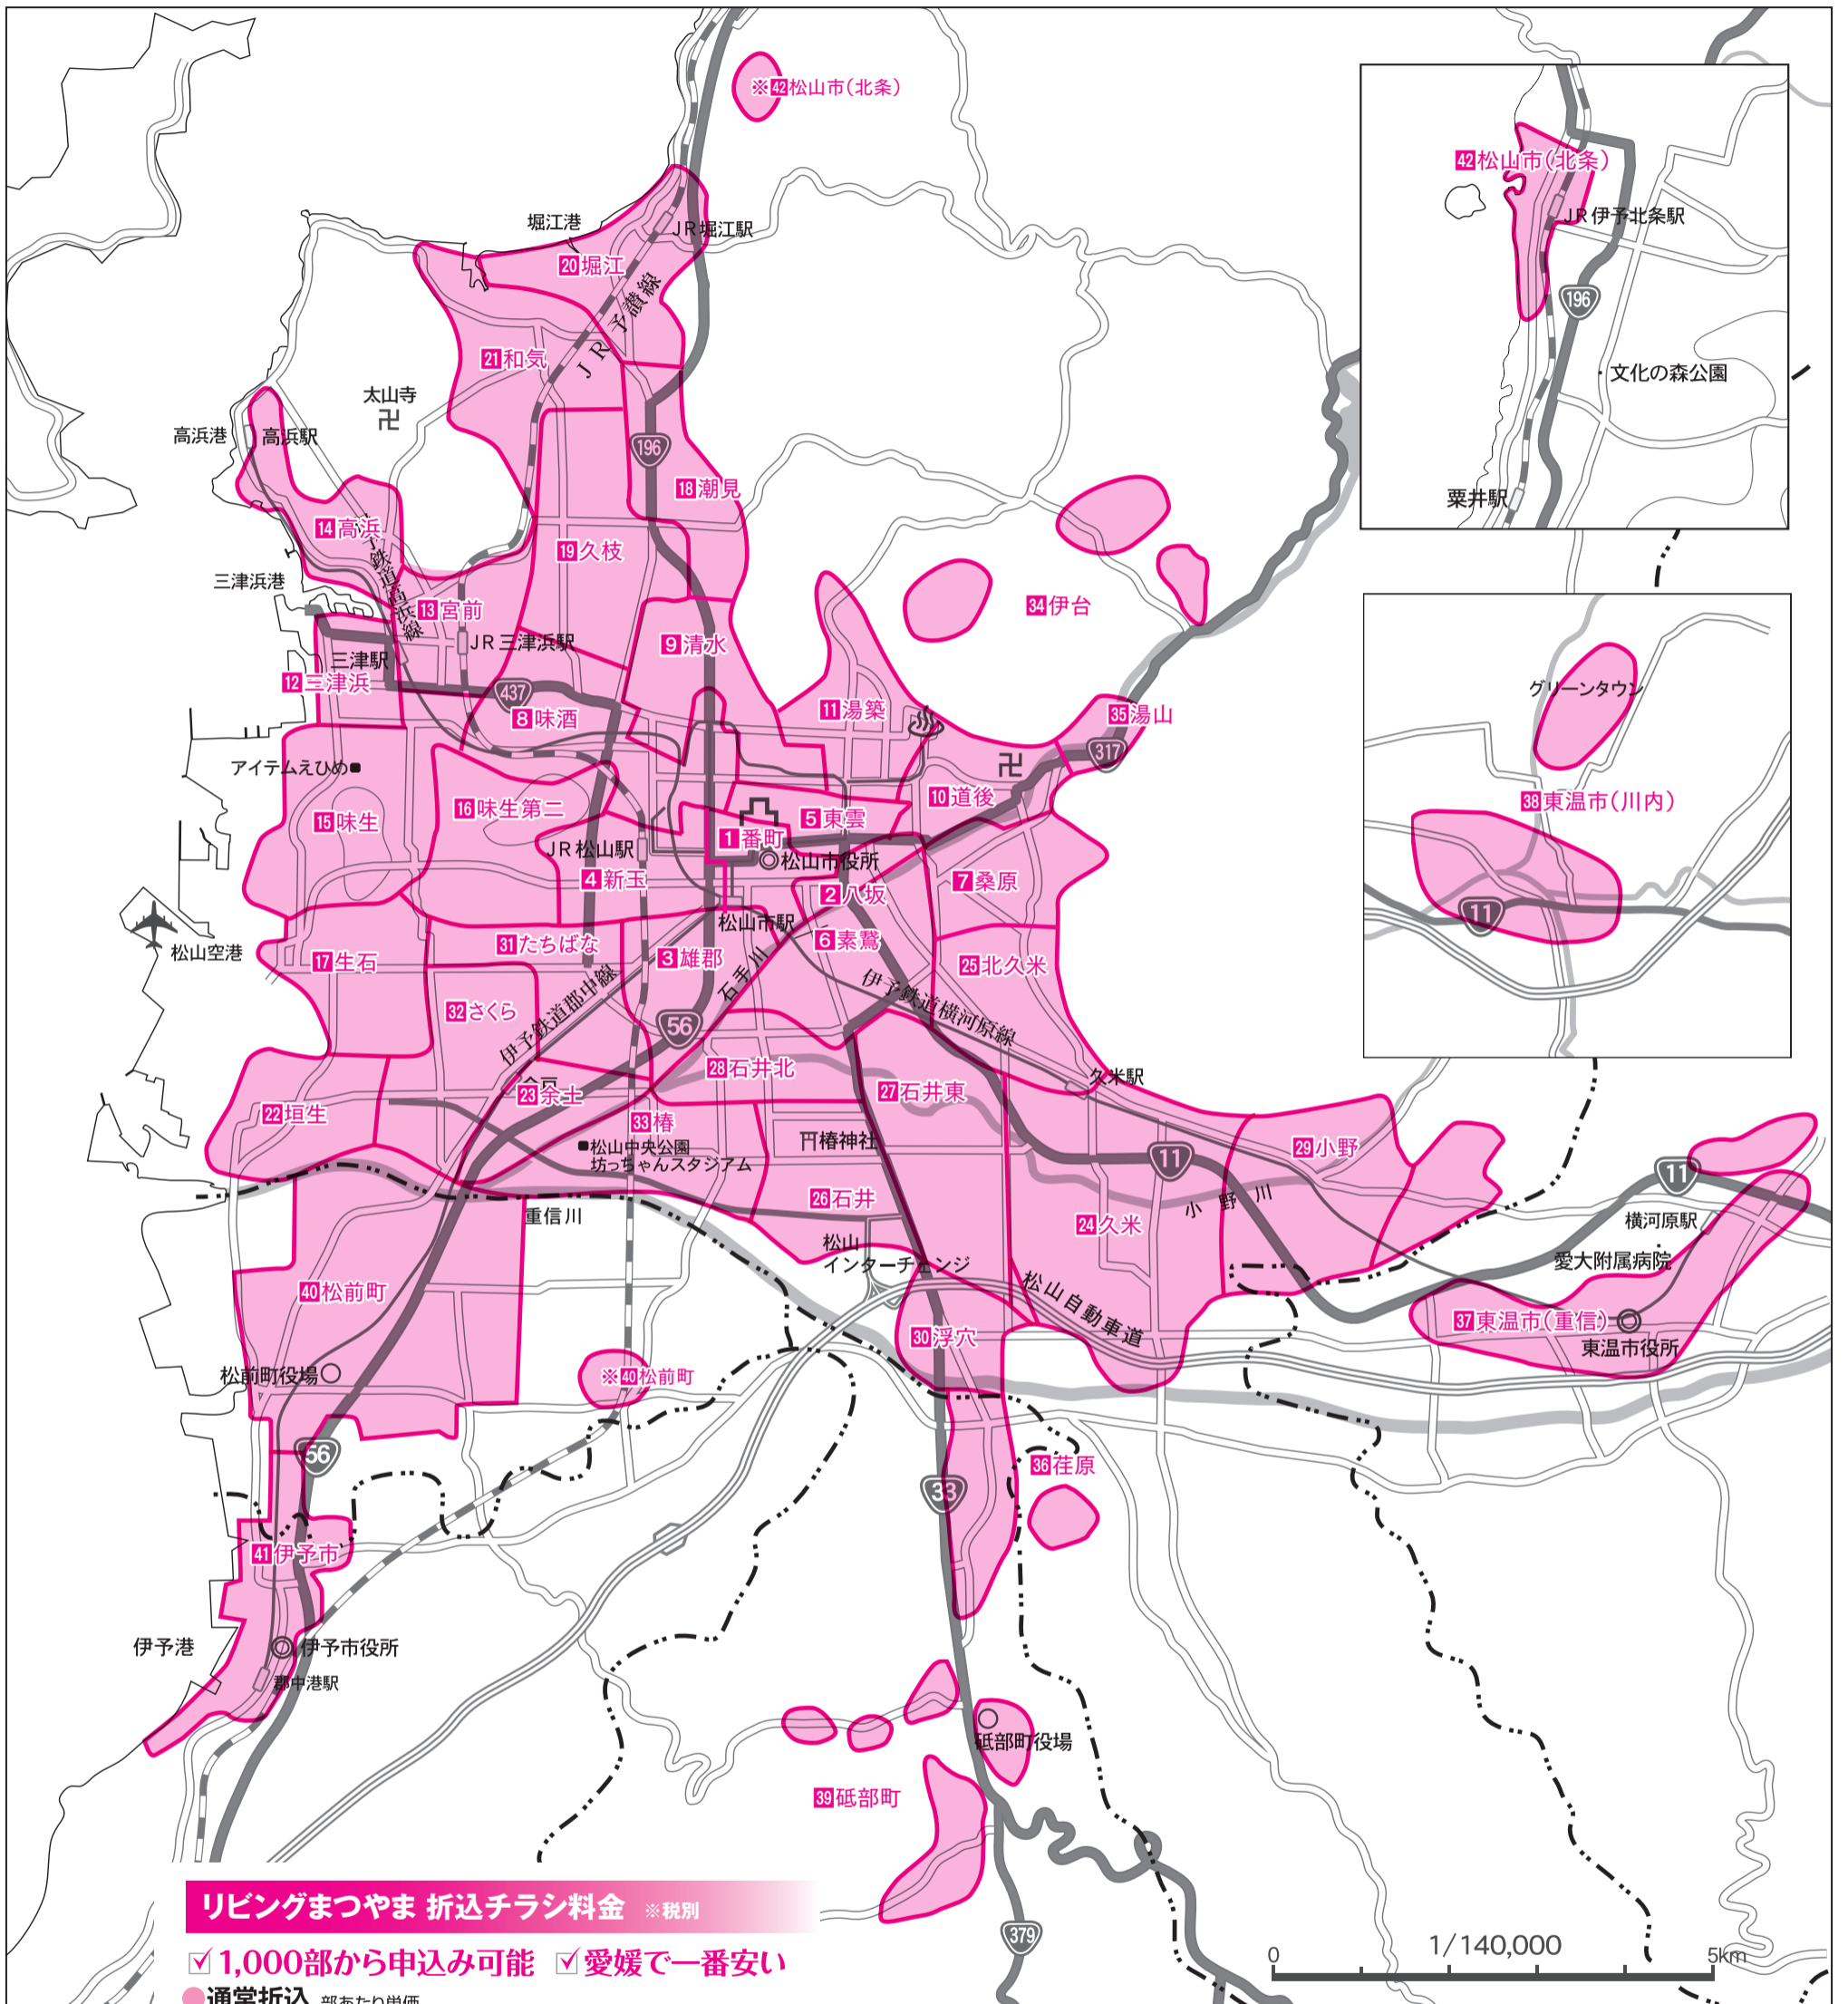 ※42松山市(北条)
42松山市(北条)
JR伊予北条駅
196
文化の森公園
粟井駅
堀江港
JR堀江駅
20堀江
JR予讃線
21和気
太山寺
高浜港
高浜駅
196
18潮見
14高浜
19久枝
三津浜港
13宮前
34伊台
JR三津浜駅
9清水
三津駅
12三津浜
437
8味酒
11湯築
35湯山
317
グリーンタウン
38東温市(川内)
11
アイテムえひめ
15味生
16味生第二
10道後
5東雲
1番町
JR松山駅
松山市役所
4新玉
7桑原
2八坂
松山市駅
松山空港
31たちばな
6素鵞
17生石
3雄郡
石手川
25北久米
伊予鉄道横河原線
32さくら
伊予鉄道郡中線
56
28石井北
久米駅
27石井東
23余土
22垣生
33椿
松山中央公園
坊っちゃんスタジアム
椿神社
29小野
11
11
26石井
小野川
24久米
重信川
横河原駅
松山
インターチェンジ
愛大附属病院
松山自動車道
40松前町
30浮穴
37東温市(重信)
東温市役所
松前町役場
※40松前町
56
36荏原
33
41伊予市
伊予港
伊予市役所
郡中港駅
砥部町役場
39砥部町
リビングまつやま 折込チラシ料金 ※税別
1,000部から申込み可能 愛媛で一番安い
379
0 1/140,000 5km
通常折込 部あたり単価